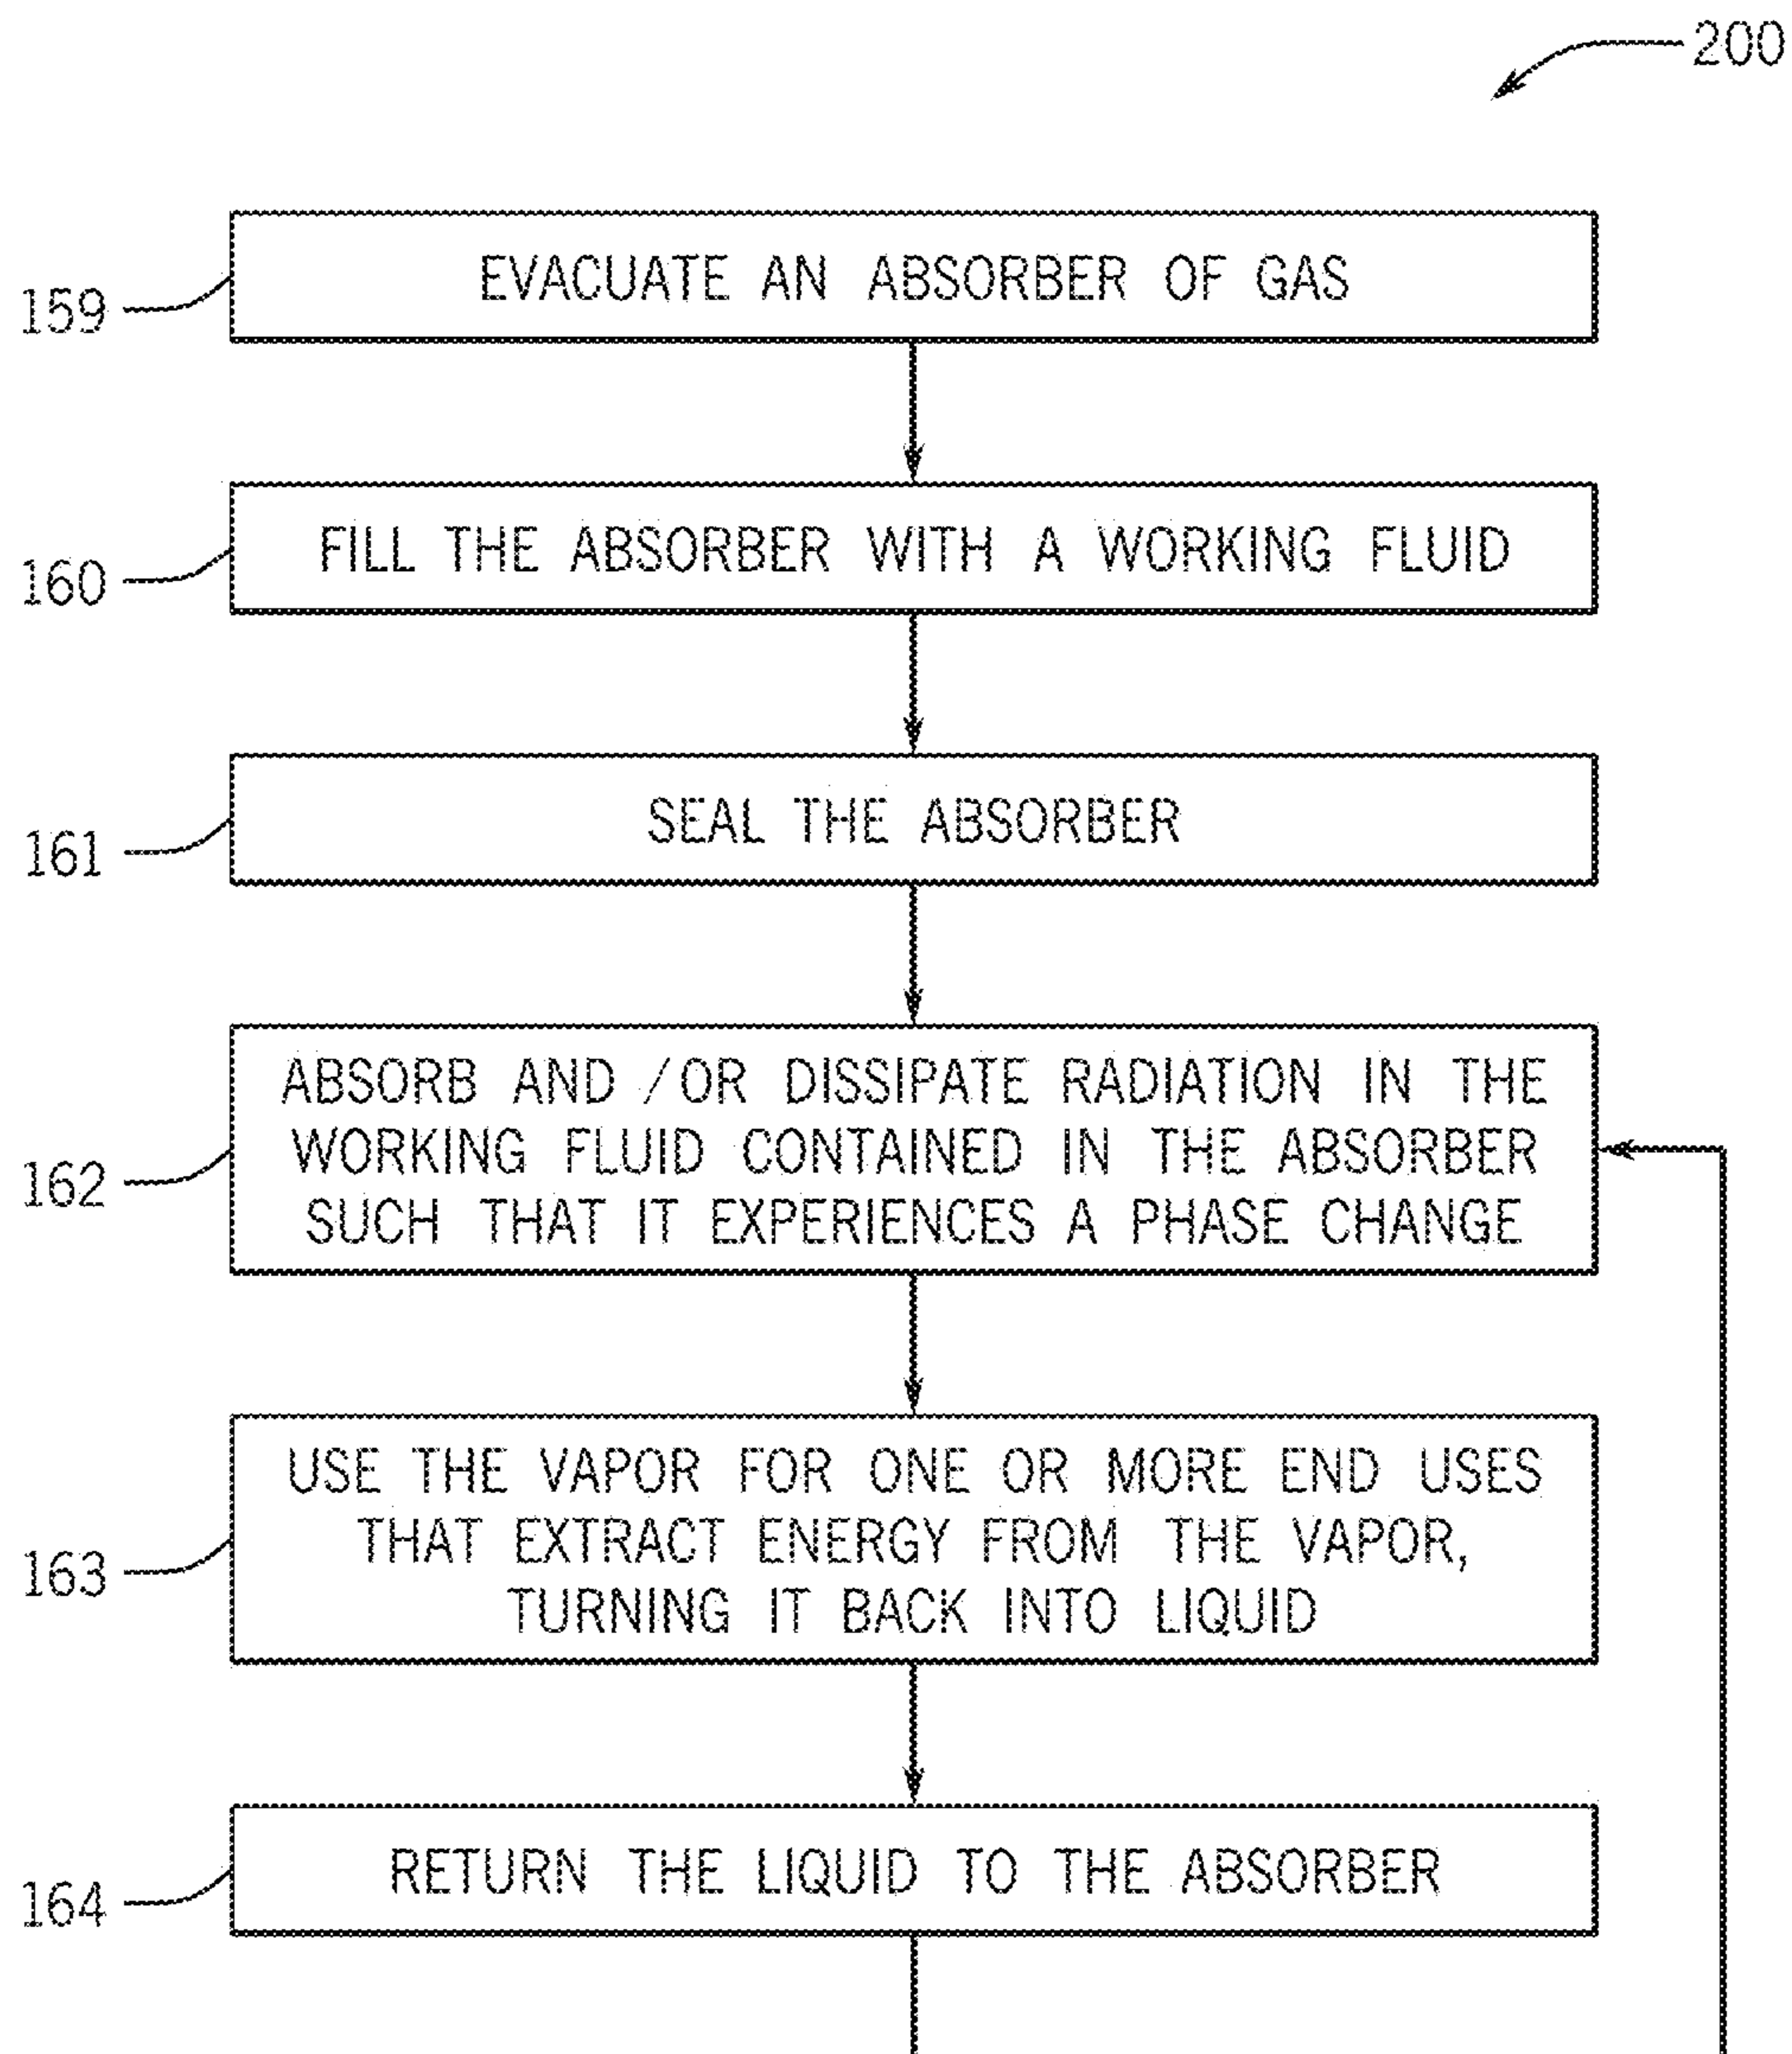 200
159
EVACUATE AN ABSORBER OF GAS
160
FILL THE ABSORBER WITH A WORKING FLUID
161
SEAL THE ABSORBER
162
ABSORB AND /OR DISSIPATE RADIATION IN THE
WORKING FLUID CONTAINED IN THE ABSORBER
SUCH THAT IT EXPERIENCES A PHASE CHANGE
163
USE THE VAPOR FOR ONE OR MORE END USES
THAT EXTRACT ENERGY FROM THE VAPOR,
TURNING IT BACK INTO LIQUID
164
RETURN THE LIQUID TO THE ABSORBER